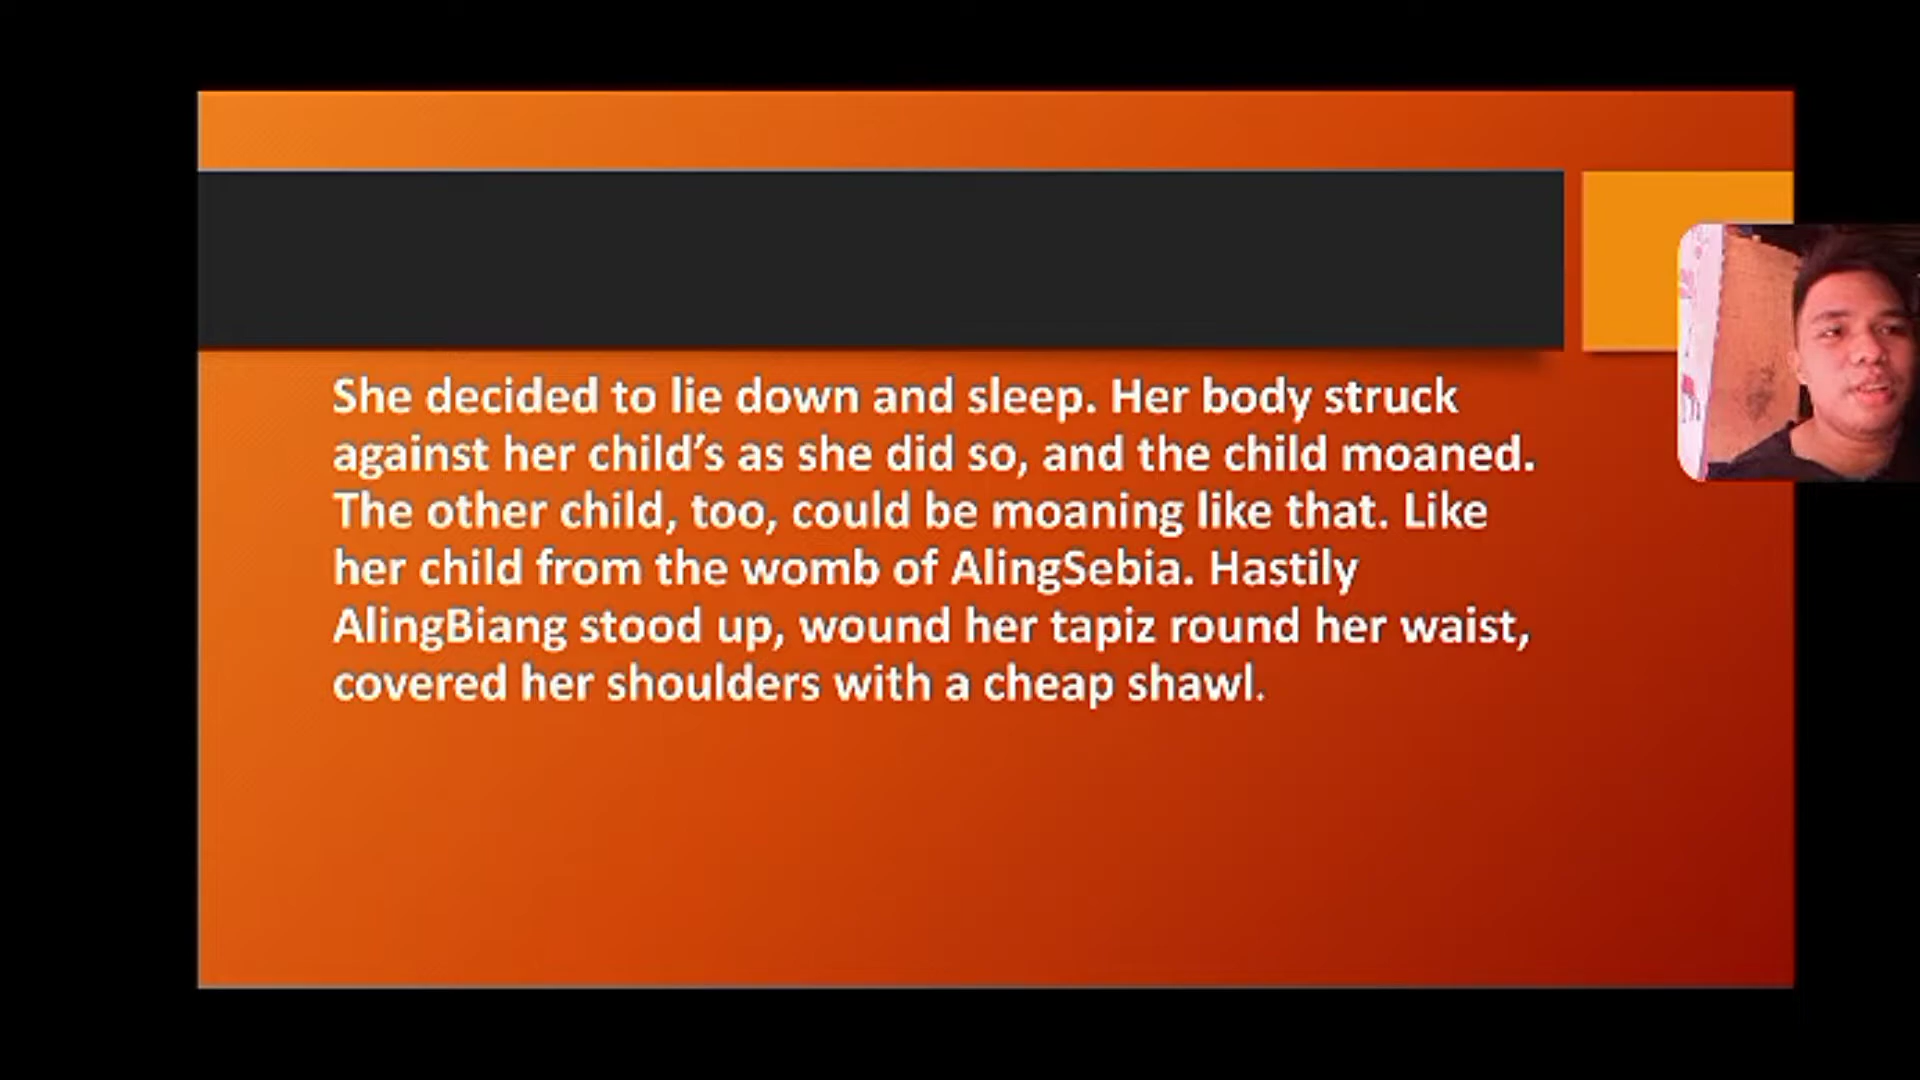 She decided to lie down and sleep. Her body struck
against her child’s as she did so, and the child moaned.
The other child, too, could be moaning like that. Like
her child from the womb of AlingSebia. Hastily
AlingBiang stood up, wound her tapiz round her waist,
covered her shoulders with a cheap shawl.